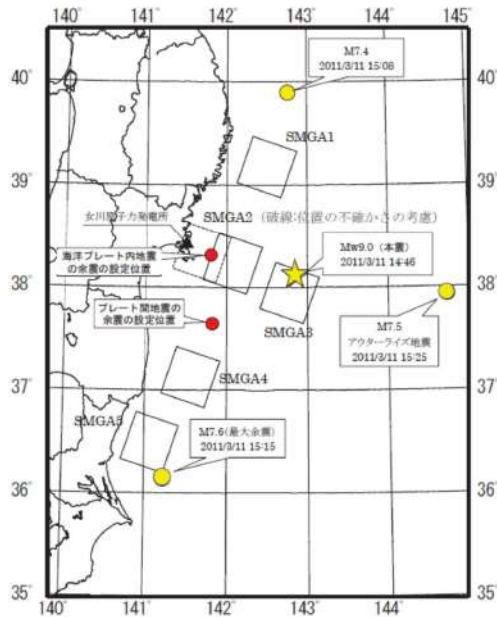 140° 141° 142° 143° 144° 145°
40°
M7.4
2011/3/11 15:08
SMGA1
39°
女川原子力発電所
SMGA2 (破線:位置の不確かさの考慮)
海洋プレート内地震
の余震の設定位置
Mw9.0 (本震)
2011/3/11 14:46
38°
プレート間地震の
余震の設定位置
SMGA3
M7.5
アウターライズ地震
2011/3/11 15:25
37°
SMGA4
SMGA5
M7.6(最大余震)
2011/3/11 15:15
36°
35° 35°
140° 141° 142° 143° 144°